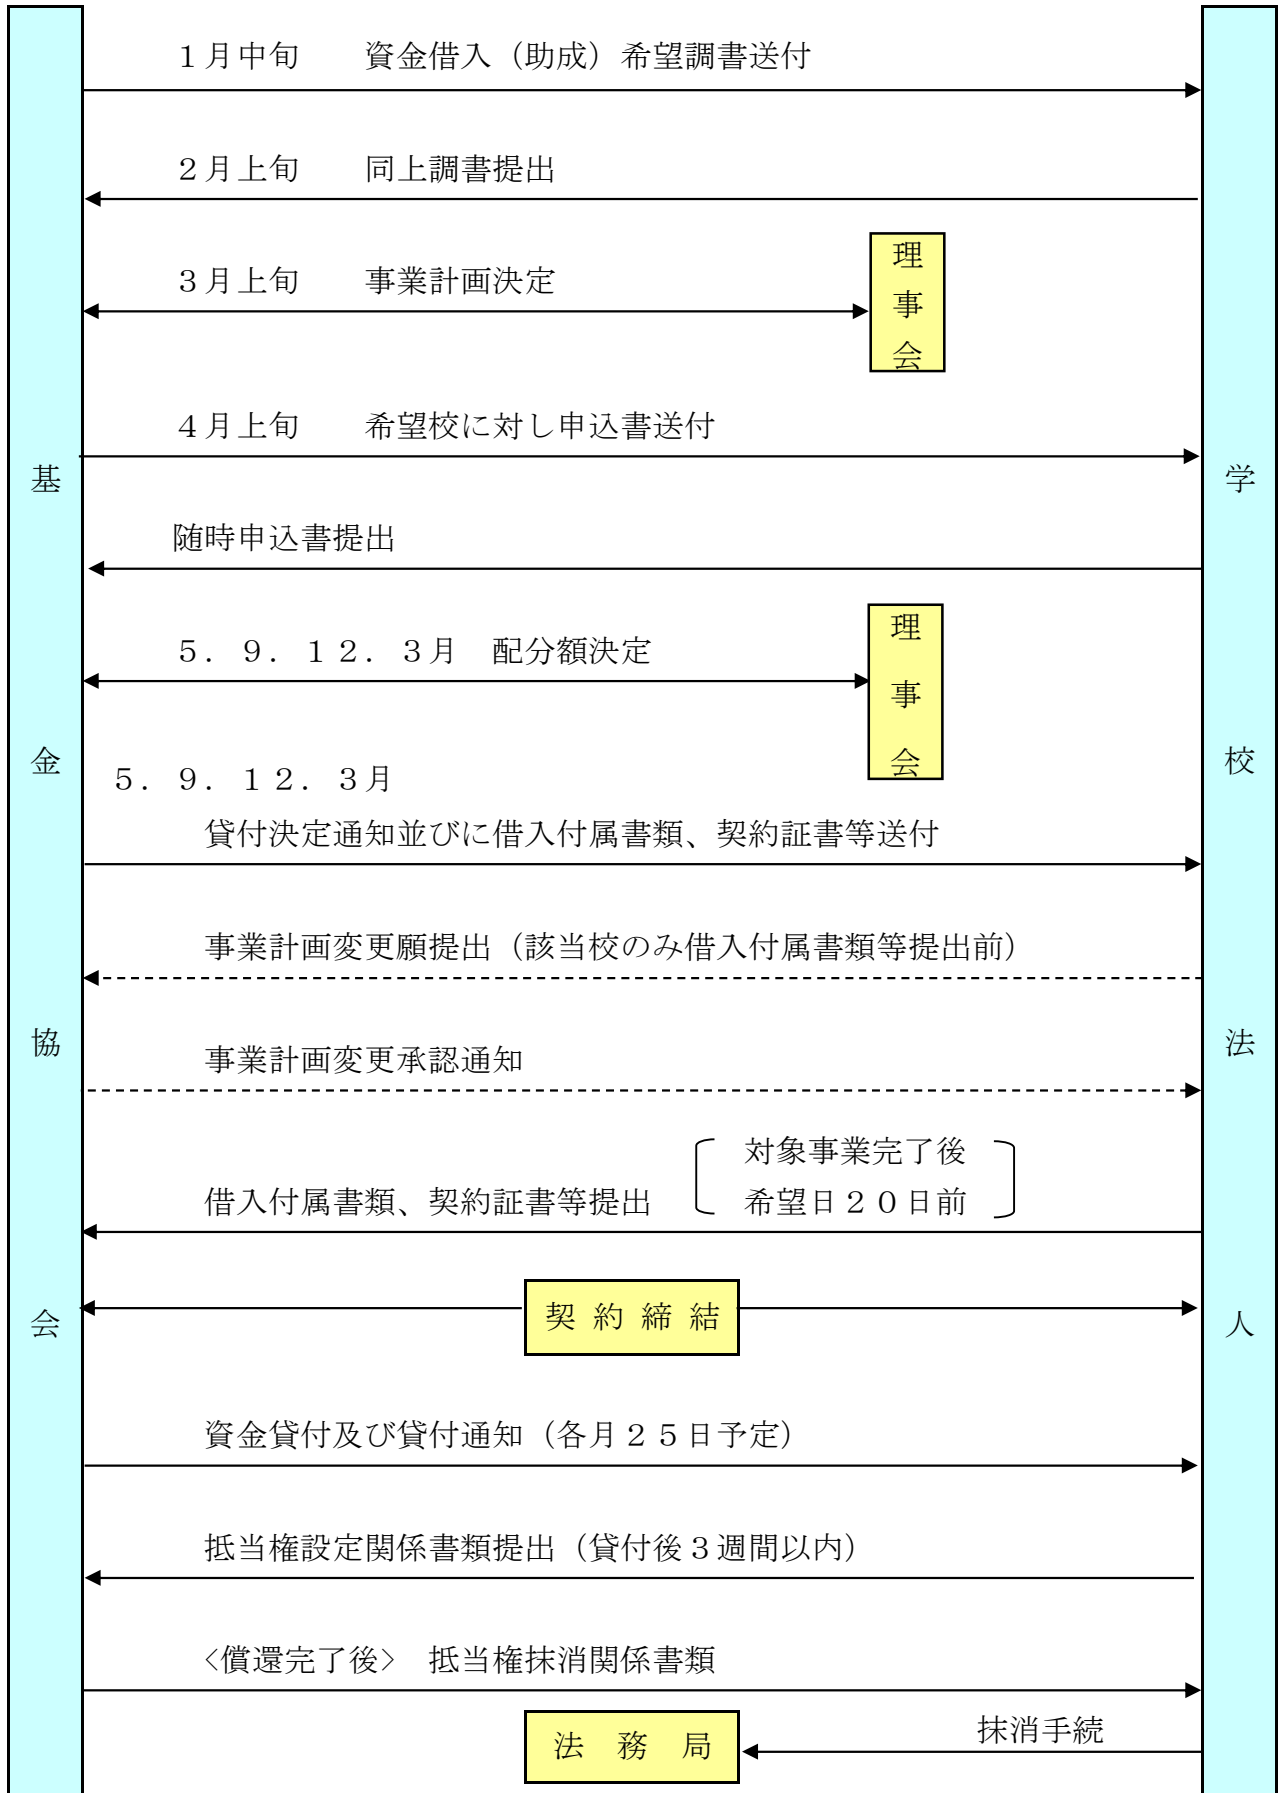 １月中旬　　資金借入（助成）希望調書送付
２月上旬　　同上調書提出
３月上旬　　事業計画決定
理事会
４月上旬　　希望校に対し申込書送付
随時申込書提出
５．９．１２．３月　配分額決定
理事会
５．９．１２．３月
貸付決定通知並びに借入付属書類、契約証書等送付
事業計画変更願提出（該当校のみ借入付属書類等提出前）
事業計画変更承認通知
対象事業完了後
借入付属書類、契約証書等提出
希望日２０日前
契約締結
資金貸付及び貸付通知（各月２５日予定）
抵当権設定関係書類提出（貸付後３週間以内）
<償還完了後>　抵当権抹消関係書類
抹消手続
法　務　局
基金協会
学校法人